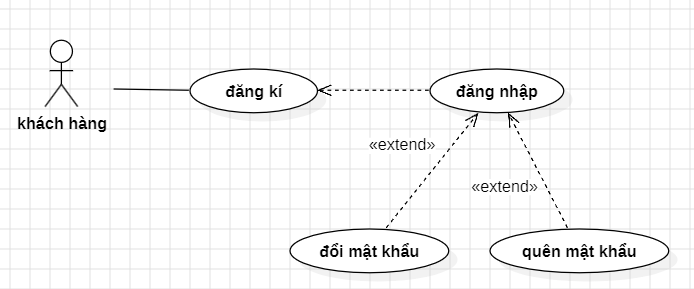 đăng kí
đăng nhập
khách hàng
«extend»
«extend»
đổi mật khẩu
quên mật khẩu